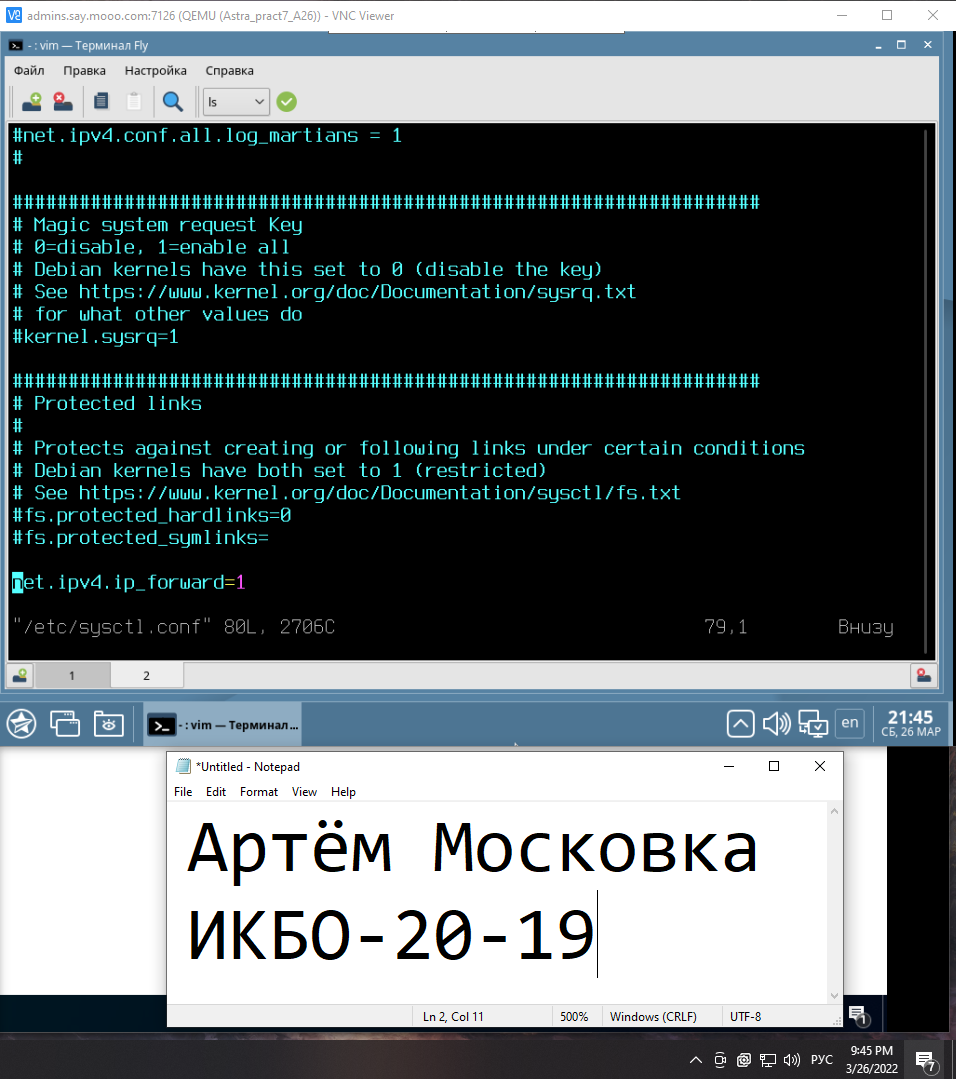 admins.say.mooo.com:7126 (QEMU (Astra_pract7_A26)) - VNC Viewer
- : vim — Терминал Fly
Файл Правка Настройка Справка
ls
#net.ipv4.conf.all.log_martians = 1
#
###################################################################
# Magic system request Key
# 0=disable, 1=enable all
# Debian kernels have this set to 0 (disable the key)
# See https://www.kernel.org/doc/Documentation/sysrq.txt
# for what other values do
#kernel.sysrq=1
###################################################################
# Protected links
#
# Protects against creating or following links under certain conditions
# Debian kernels have both set to 1 (restricted)
# See https://www.kernel.org/doc/Documentation/sysctl/fs.txt
#fs.protected_hardlinks=0
#fs.protected_symlinks=
net.ipv4.ip_forward=1
"/etc/sysctl.conf" 80L, 2706C 79,1 Внизу
1 2
- : vim — Терминал... en 21:45
СБ, 26 МАР
*Untitled - Notepad
File Edit Format View Help
Артём Московка
ИКБО-20-19
Ln 2, Col 11 500% Windows (CRLF) UTF-8
1
РУС 9:45 PM
3/26/2022
7